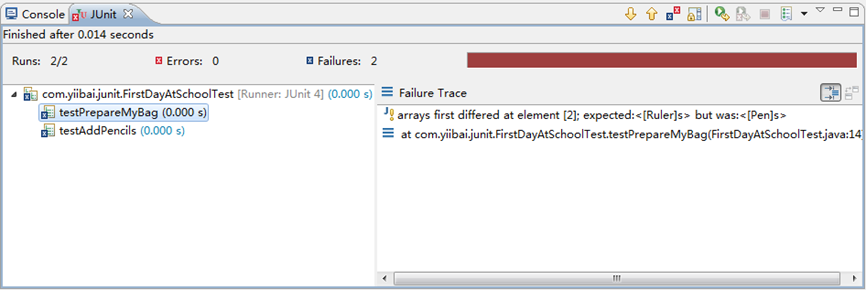 Console JUnit
Finished after 0.014 seconds
Runs: 2/2 Errors: 0 Failures: 2
com.yiibai.junit.FirstDayAtSchoolTest [Runner: JUnit 4] (0.000 s)
testPrepareMyBag (0.000 s)
testAddPencils (0.000 s)
Failure Trace
arrays first differed at element [2]; expected:<[Ruler]s> but was:<[Pen]s>
at com.yiibai.junit.FirstDayAtSchoolTest.testPrepareMyBag(FirstDayAtSchoolTest.java:14)